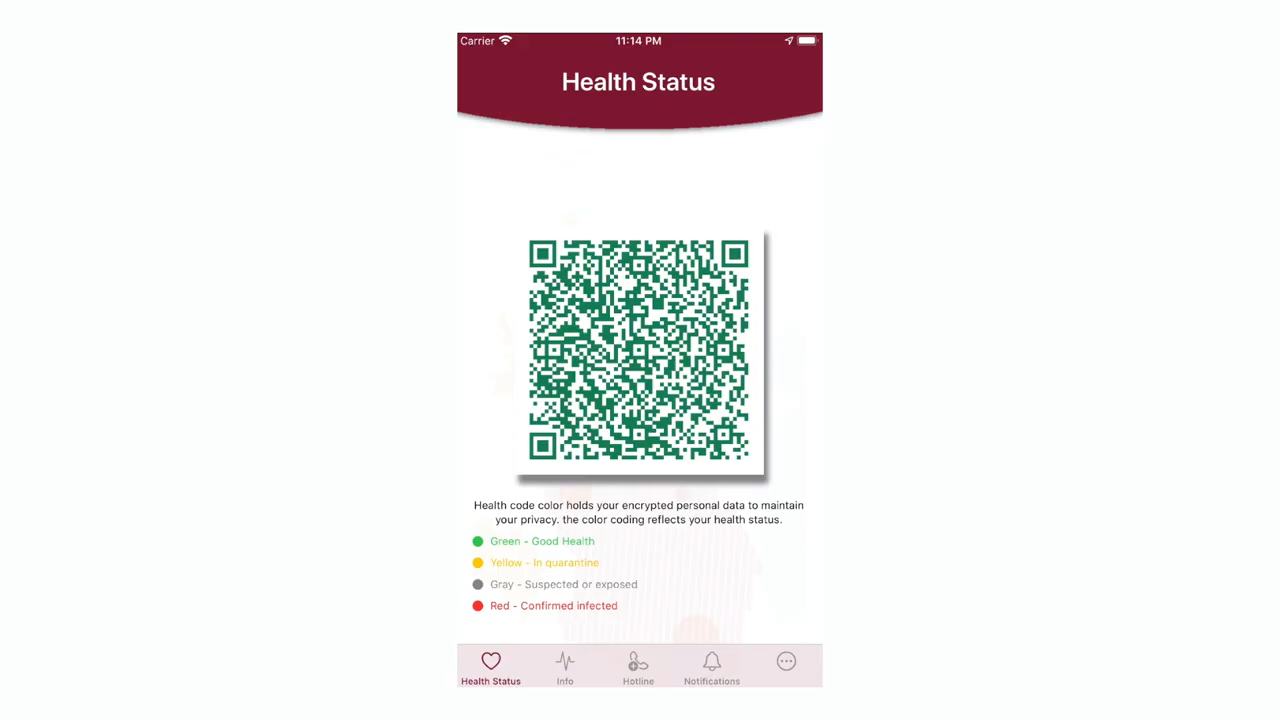 Carrier
11:14 PM
Health Status
Health code color holds your encrypted personal data to maintain
your privacy. the color coding reflects your health status.
Green - Good Health
Yellow - In quarantine
Gray - Suspected or exposed
Red - Confirmed infected
Health Status
Info
Hotline
Notifications